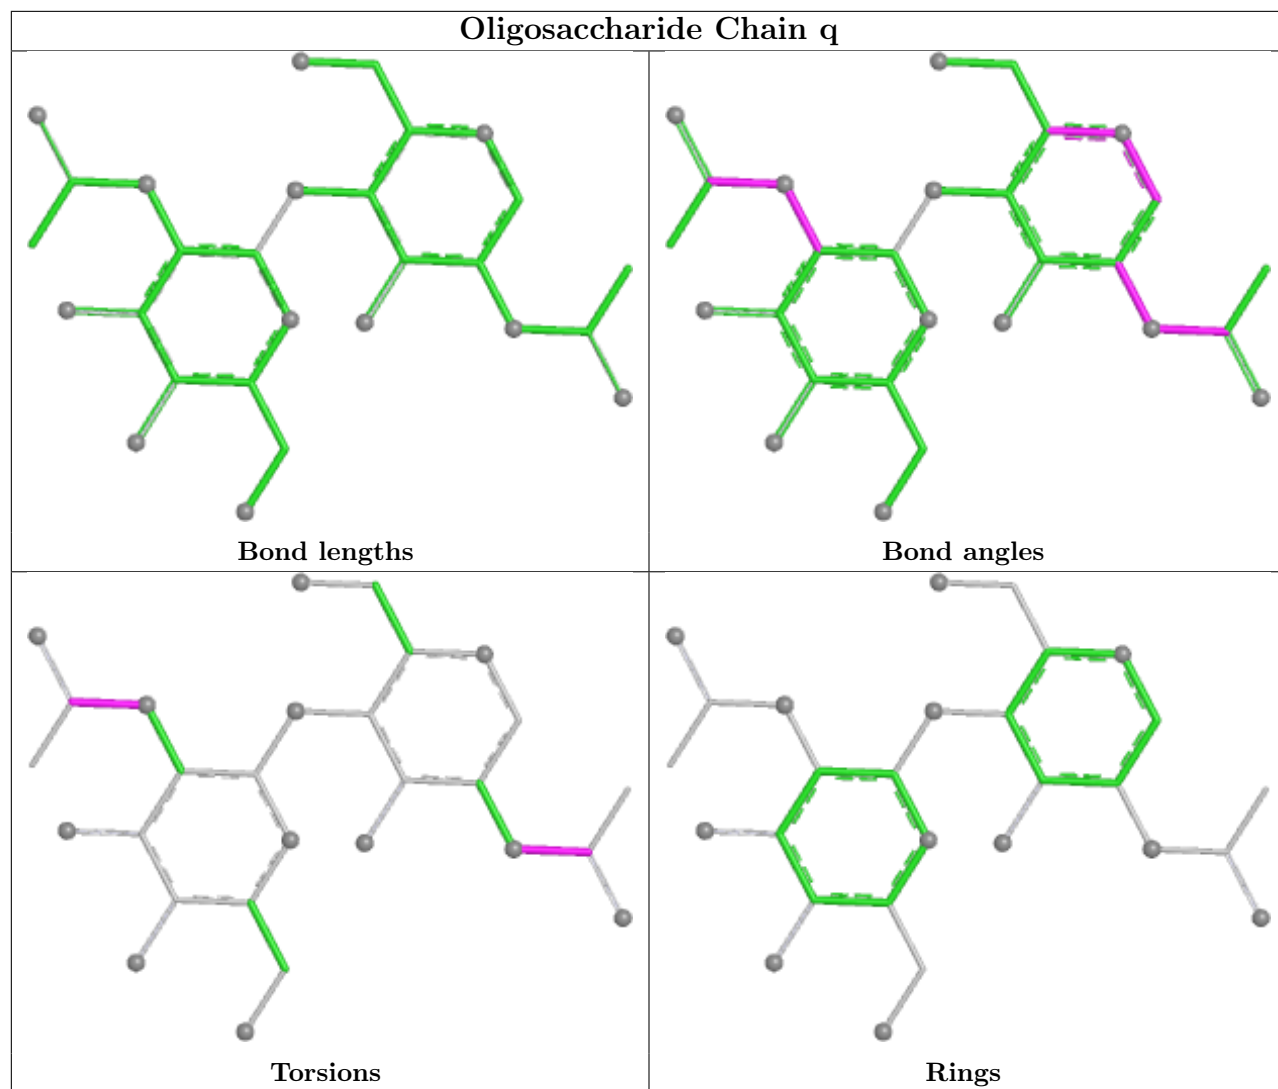 Oligosaccharide Chain q
Bond lengths
Bond angles
Torsions
Rings